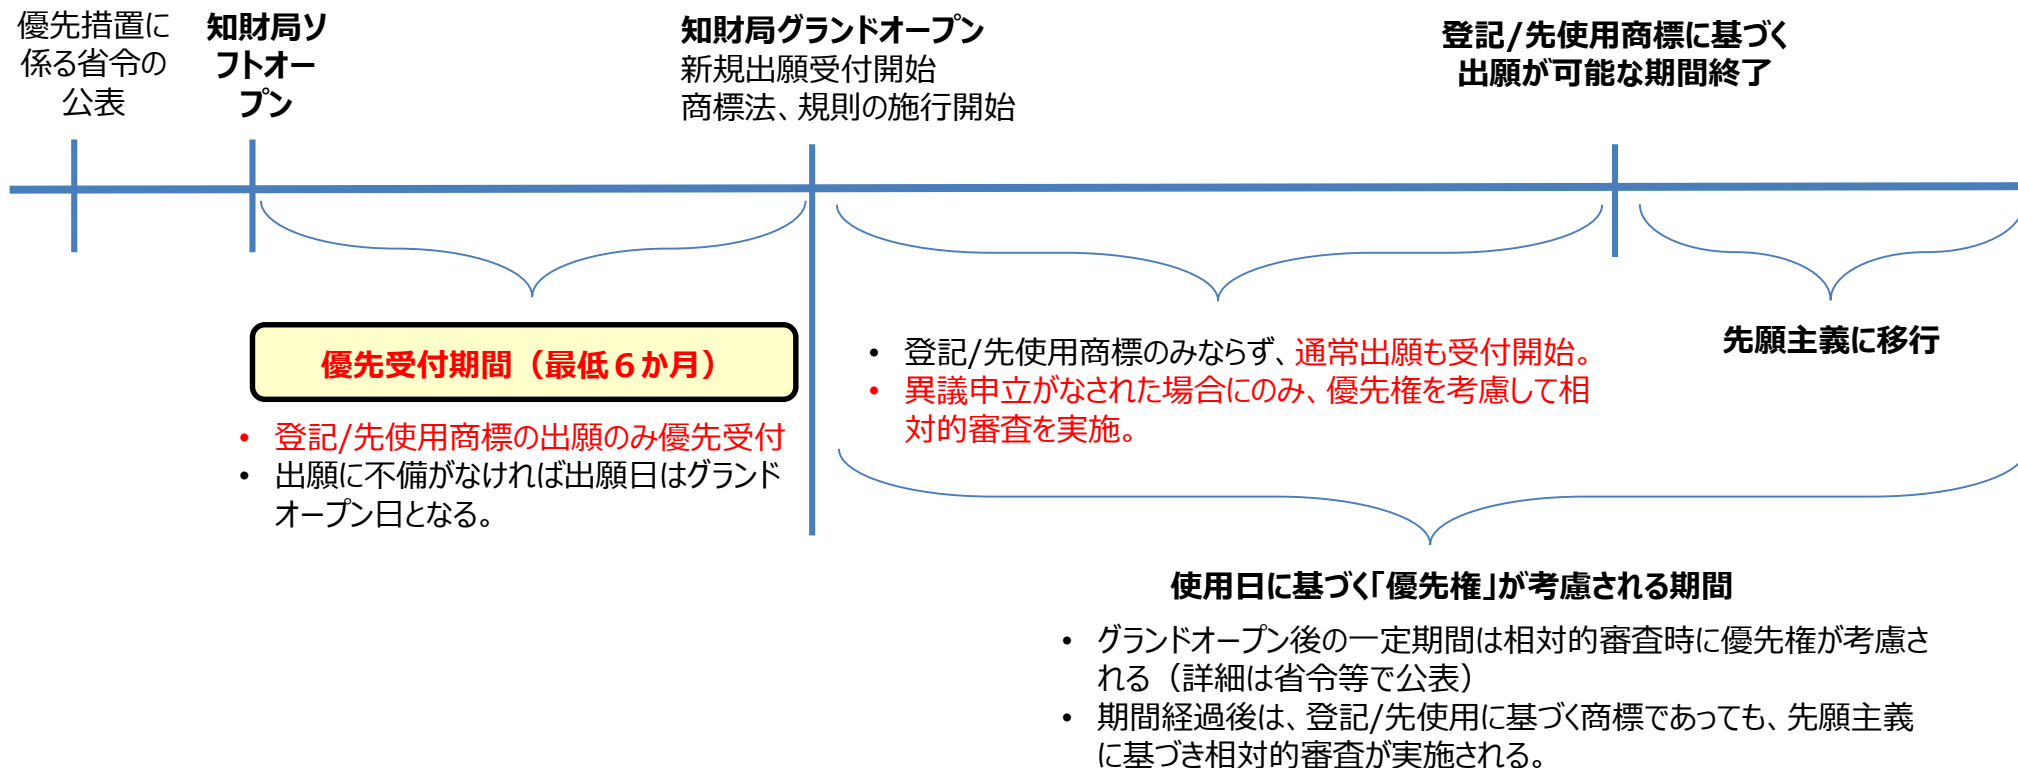 優先措置に
係る省令の
公表
知財局ソ
フトオー
プン
知財局グランドオープン
新規出願受付開始
商標法、規則の施行開始
登記/先使用商標に基づく
出願が可能な期間終了
優先受付期間（最低６か月）
• 登記/先使用商標の出願のみ優先受付
• 出願に不備がなければ出願日はグランド
オープン日となる。
• 登記/先使用商標のみならず、通常出願も受付開始。
• 異議申立がなされた場合にのみ、優先権を考慮して相
対的審査を実施。
先願主義に移行
使用日に基づく「優先権」が考慮される期間
• グランドオープン後の一定期間は相対的審査時に優先権が考慮さ
れる（詳細は省令等で公表）
• 期間経過後は、登記/先使用に基づく商標であっても、先願主義
に基づき相対的審査が実施される。